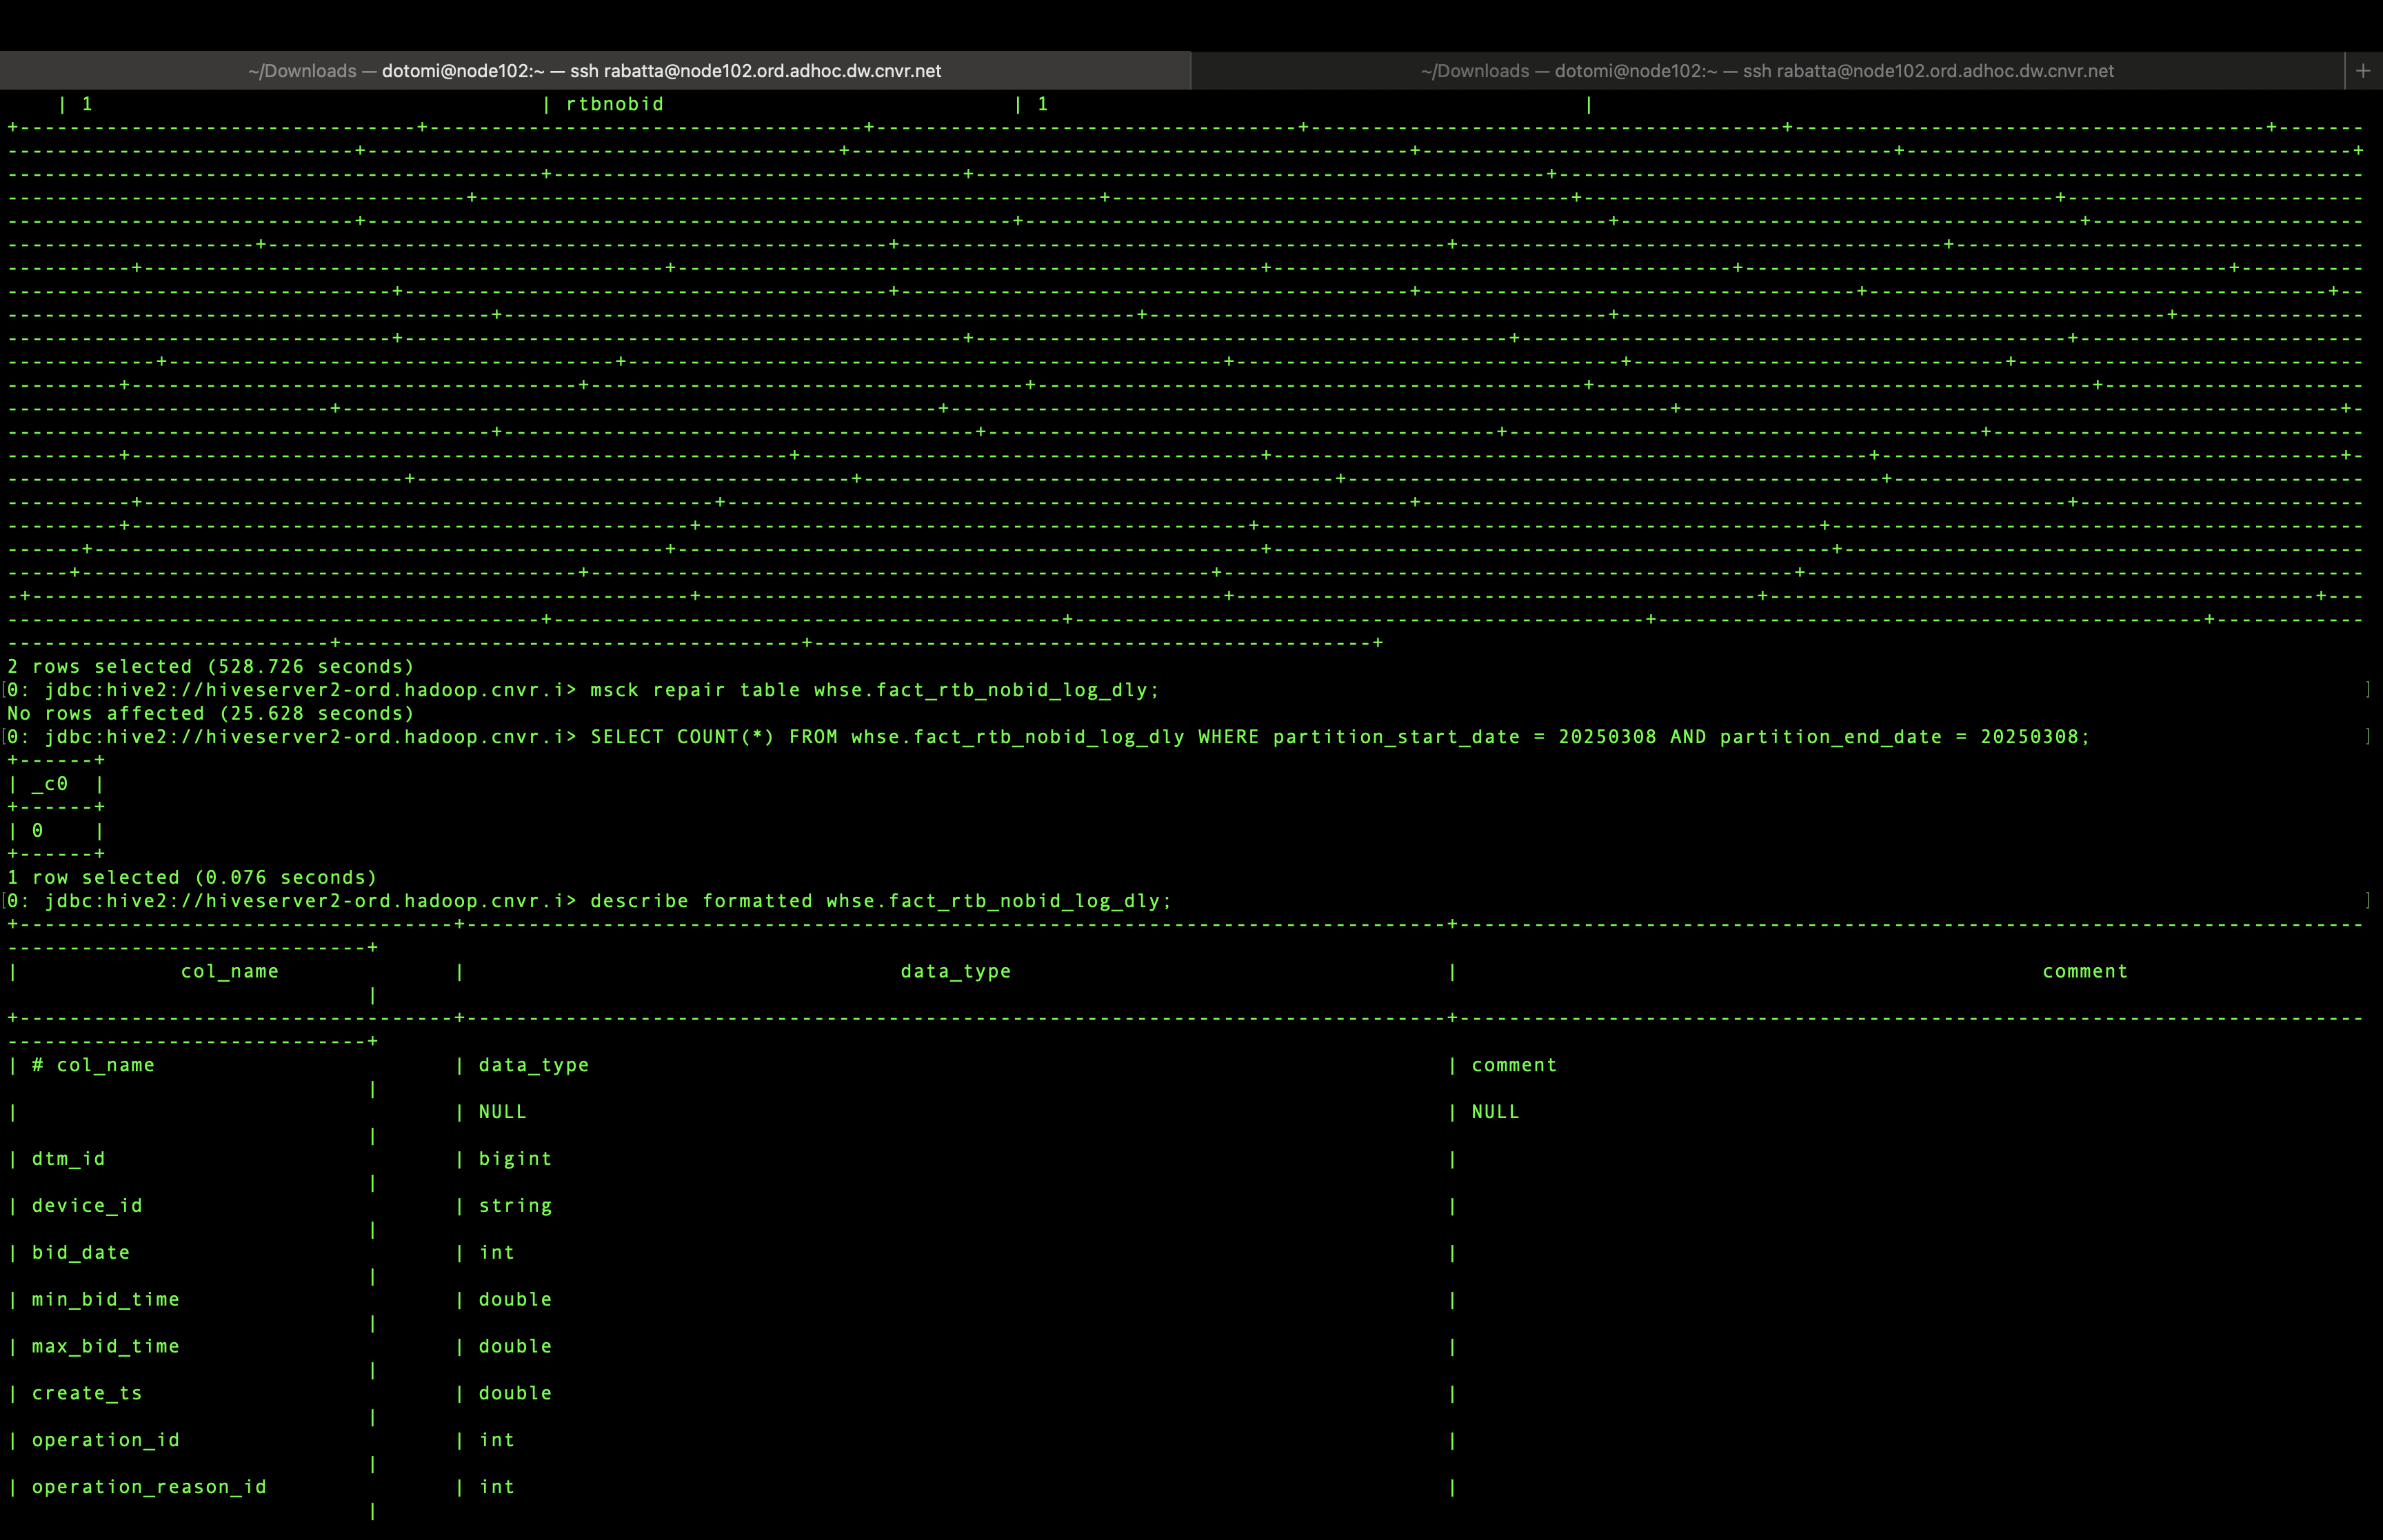 ~/Downloads — dotomi@node102:~ — ssh rabatta@node102.ord.adhoc.dw.cnvr.net
~/Downloads — dotomi@node102:~ — ssh rabatta@node102.ord.adhoc.dw.cnvr.net
| 1 | rtbnobid | 1 |
2 rows selected (528.726 seconds)
0: jdbc:hive2://hiveserver2-ord.hadoop.cnvr.i> msck repair table whse.fact_rtb_nobid_log_dly;
No rows affected (25.628 seconds)
0: jdbc:hive2://hiveserver2-ord.hadoop.cnvr.i> SELECT COUNT(*) FROM whse.fact_rtb_nobid_log_dly WHERE partition_start_date = 20250308 AND partition_end_date = 20250308;
+------+
| _c0 |
+------+
| 0 |
+------+
1 row selected (0.076 seconds)
0: jdbc:hive2://hiveserver2-ord.hadoop.cnvr.i> describe formatted whse.fact_rtb_nobid_log_dly;
| col_name | data_type | comment |
| # col_name | data_type | comment |
| | NULL | NULL |
| dtm_id | bigint | |
| device_id | string | |
| bid_date | int | |
| min_bid_time | double | |
| max_bid_time | double | |
| create_ts | double | |
| operation_id | int | |
| operation_reason_id | int | |